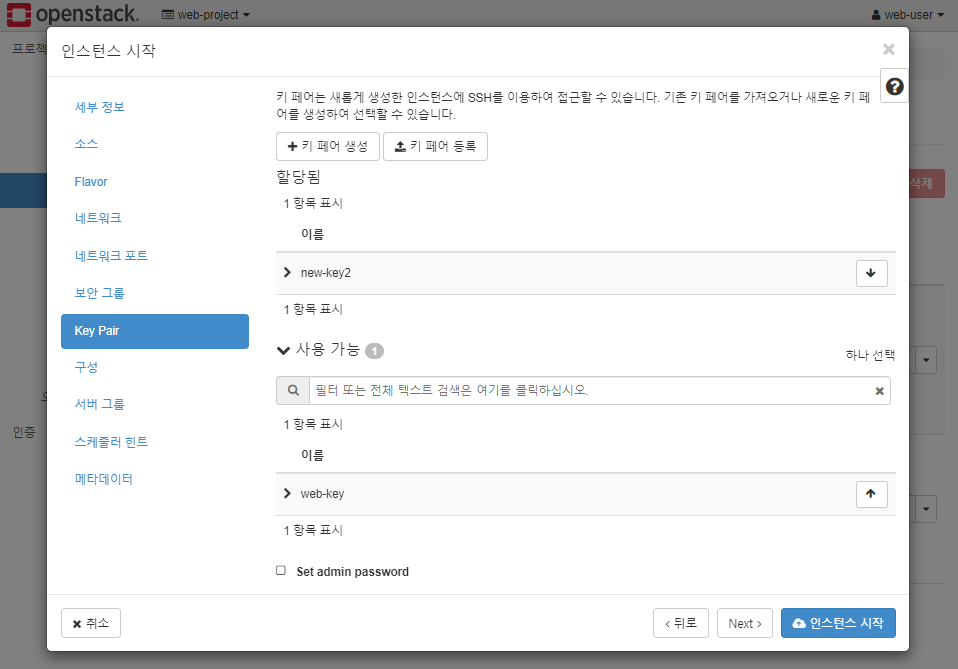 openstack.
web-project
web-user
프로젝
인스턴스 시작
세부 정보
소스
Flavor
네트워크
네트워크 포트
보안 그룹
Key Pair
구성
서버 그룹
스케줄러 힌트
메타데이터
인증
키 페어는 새롭게 생성한 인스턴스에 SSH를 이용하여 접근할 수 있습니다. 기존 키 페어를 가져오거나 새로운 키 페
어를 생성하여 선택할 수 있습니다.
키 페어 생성
키 페어 등록
할당됨
1 항목 표시
이름
new-key2
1 항목 표시
사용 가능 1
하나 선택
필터 또는 전체 텍스트 검색은 여기를 클릭하십시오.
1 항목 표시
이름
web-key
1 항목 표시
Set admin password
삭제
취소
‹ 뒤로
Next ›
인스턴스 시작